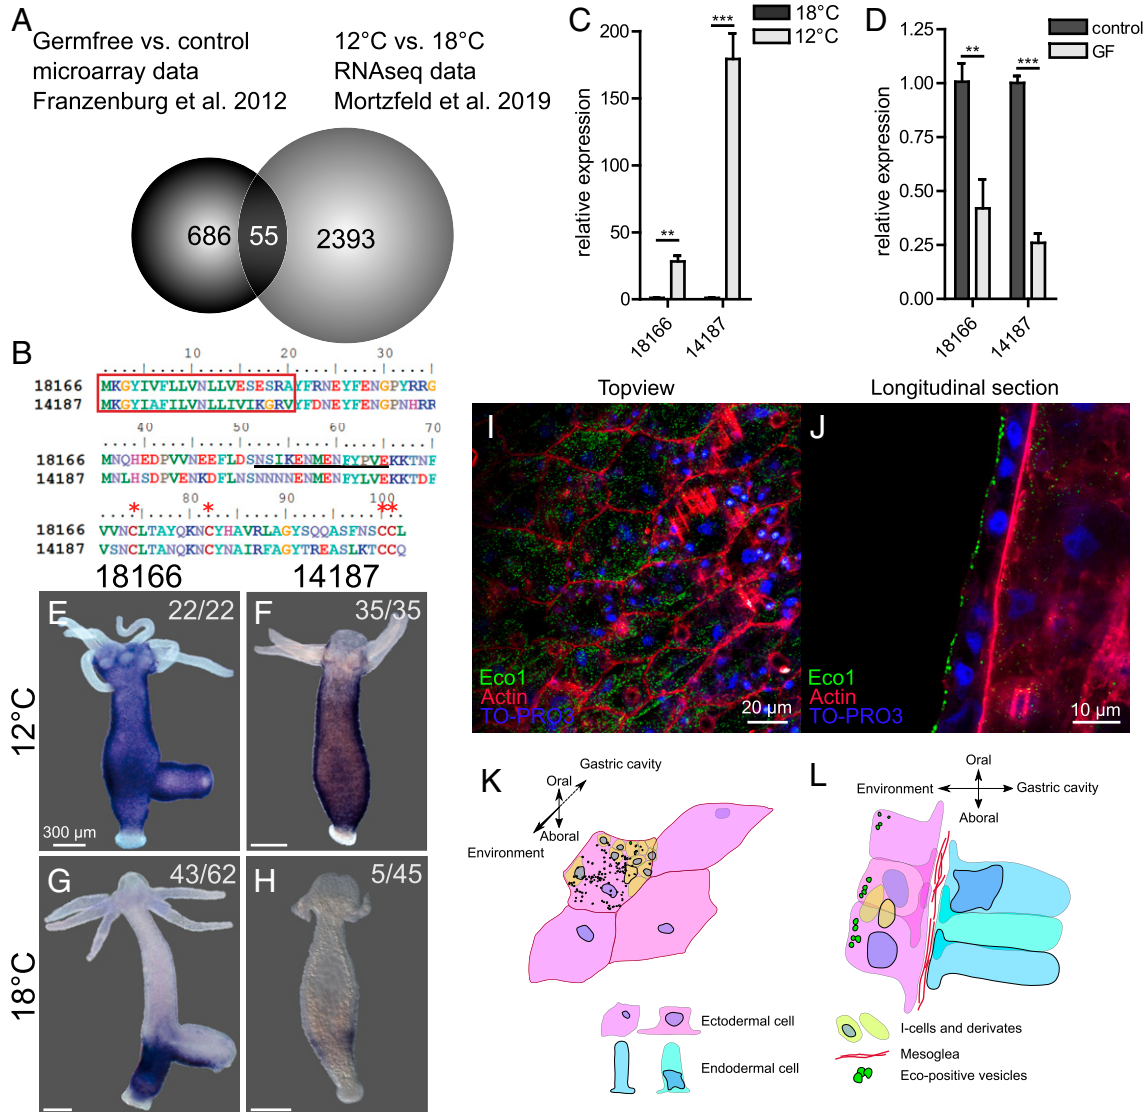 A
Germfree vs. control
microarray data
Franzenburg et al. 2012
12°C vs. 18°C
RNAseq data
Mortzfeld et al. 2019
686
55
2393
B
10 20 30
18166 MKGYIVFLLVNLLVESESRAYFRNEYFENGPYRRG
14187 MKGYIAFILVNLLIVIKGRVYFDNEYFENGPNHRR
40 50 60 70
18166 MNQHEDPVVNEEFLDSNSIKENMENFYPVEKKTNF
14187 MNLHSDPVENKDFLNSNNNNENMENFYLVEKKTDF
80 90 100
* * **
18166 VVNCLTAYQKNCYHAVRLAGYSQQASFNSCCL
14187 VSNCLTANQKNCYNAIRFAGYTREASLKTCCQ
C
18°C
12°C
relative expression
200
150
100
50
0
**
***
18166
14187
D
control
GF
relative expression
1.25
1.00
0.75
0.50
0.25
0.00
**
***
18166
14187
18166
14187
12°C
E
22/22
300 µm
F
35/35
18°C
G
43/62
H
5/45
Topview
I
Eco1
Actin
TO-PRO3
20 µm
Longitudinal section
J
Eco1
Actin
TO-PRO3
10 µm
K
Oral
Gastric cavity
Aboral
Environment
L
Oral
Environment
Gastric cavity
Aboral
Ectodermal cell
Endodermal cell
I-cells and derivates
Mesoglea
Eco-positive vesicles